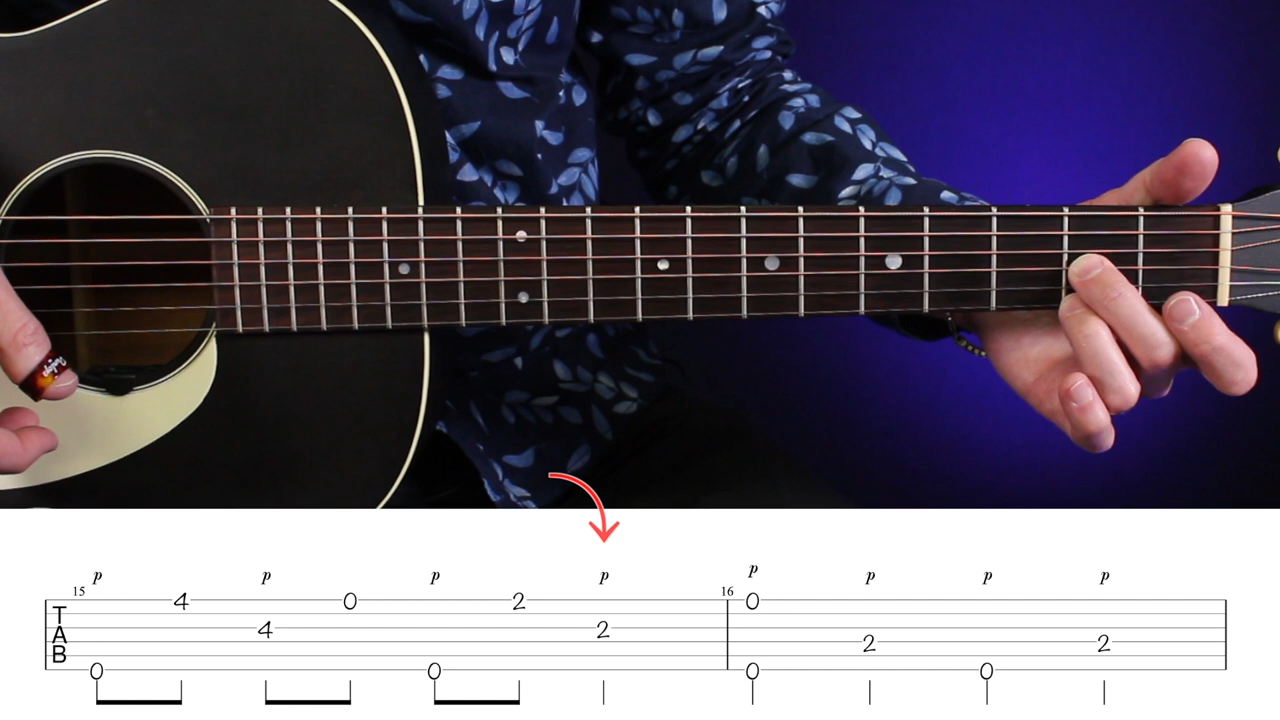 p p p p p p p p
15 4 0 2 16 0
T
A 4 2
B 2 2
0 0 0 0